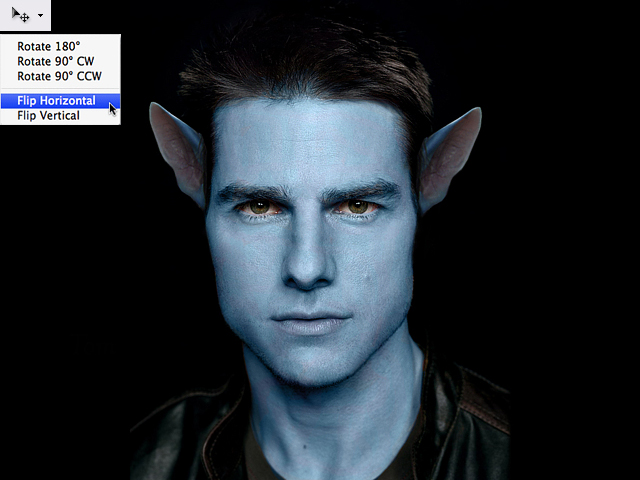 Rotate 180°
Rotate 90° CW
Rotate 90° CCW
Flip Horizontal
Flip Vertical